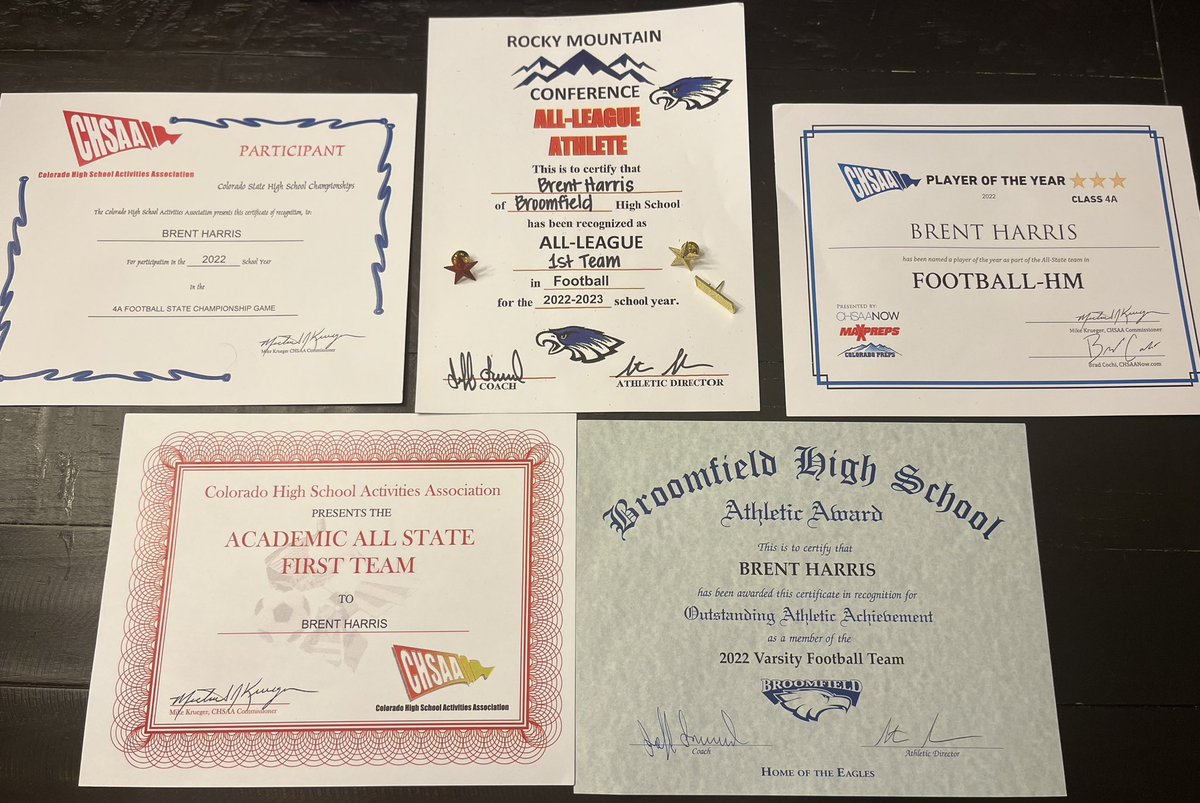 CHSAA
Colorado High School Activities Association
PARTICIPANT
Colorado State High School Championships
The Colorado High School Activities Association presents this certificate of recognition, to:
BRENT HARRIS
For participation in the 2022 School Year
In the
4A FOOTBALL STATE CHAMPIONSHIP GAME
Mike Krueger CHSAA Commissioner
ROCKY MOUNTAIN
CONFERENCE
ALL-LEAGUE
ATHLETE
This is to certify that
Brent Harris
of Broomfield High School
has been recognized as
ALL-LEAGUE
1st Team
in Football
for the 2022-2023 school year.
COACH
ATHLETIC DIRECTOR
CHSAA PLAYER OF THE YEAR
2022
CLASS 4A
BRENT HARRIS
has been named a player of the year as part of the All-State team in
FOOTBALL-HM
PRESENTED BY:
CHSAANOW
MAXPREPS
COLORADO PREPS
Mike Krueger, CHSAA Commissioner
Brad Cochi, CHSAANow.com
Colorado High School Activities Association
PRESENTS THE
ACADEMIC ALL STATE
FIRST TEAM
TO
BRENT HARRIS
Mike Krueger, CHSAA Commissioner
CHSAA
Colorado High School Activities Association
Broomfield High School
Athletic Award
This is to certify that
BRENT HARRIS
has been awarded this certificate in recognition for
Outstanding Athletic Achievement
as a member of the
2022 Varsity Football Team
BROOMFIELD
Coach
Athletic Director
HOME OF THE EAGLES